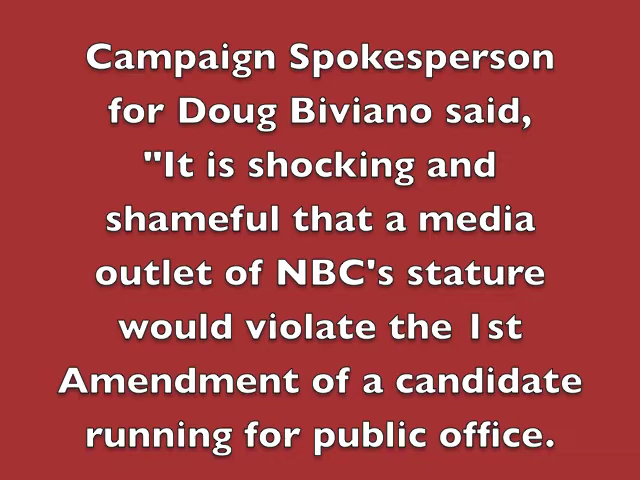 Campaign Spokesperson
for Doug Biviano said,
"It is shocking and
shameful that a media
outlet of NBC's stature
would violate the 1st
Amendment of a candidate
running for public office.